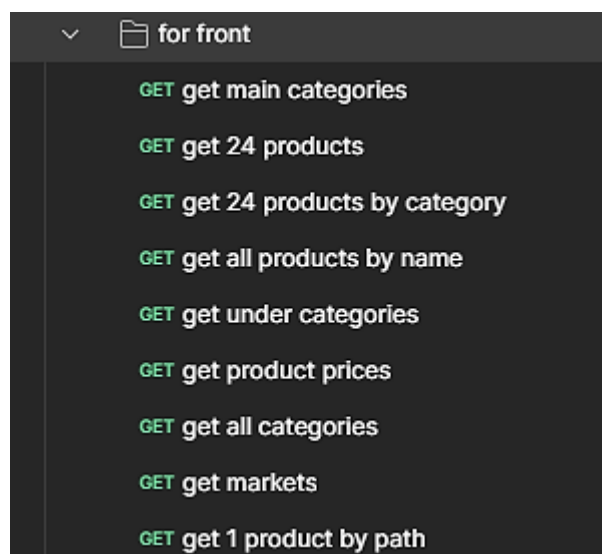 for front
GET get main categories
GET get 24 products
GET get 24 products by category
GET get all products by name
GET get under categories
GET get product prices
GET get all categories
GET get markets
GET get 1 product by path